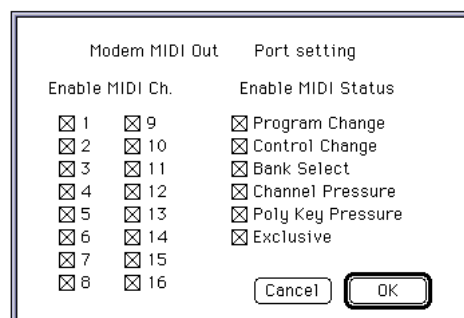 Modem MIDI Out Port setting
Enable MIDI Ch. Enable MIDI Status
1 9 Program Change
2 10 Control Change
3 11 Bank Select
4 12 Channel Pressure
5 13 Poly Key Pressure
6 14 Exclusive
7 15
8 16
Cancel OK